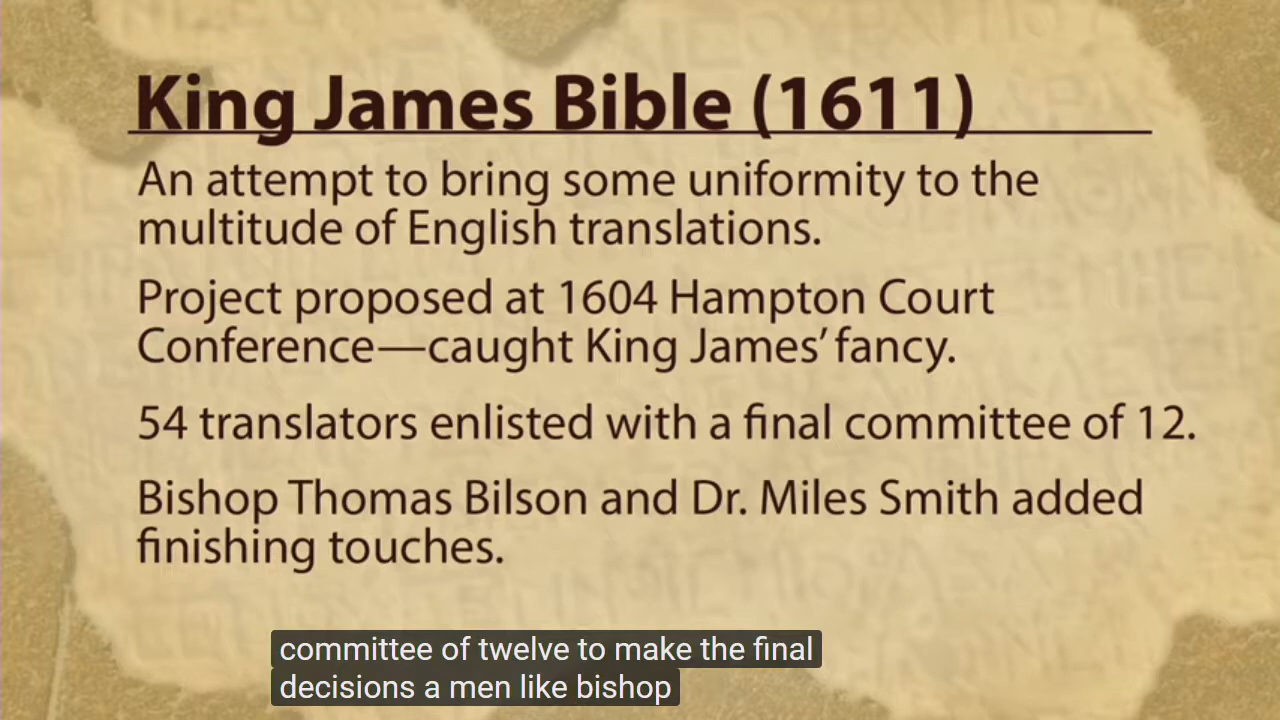 King James Bible (1611)
An attempt to bring some uniformity to the
multitude of English translations.
Project proposed at 1604 Hampton Court
Conference—caught King James’ fancy.
54 translators enlisted with a final committee of 12.
Bishop Thomas Bilson and Dr. Miles Smith added
finishing touches.
committee of twelve to make the final
decisions a men like bishop